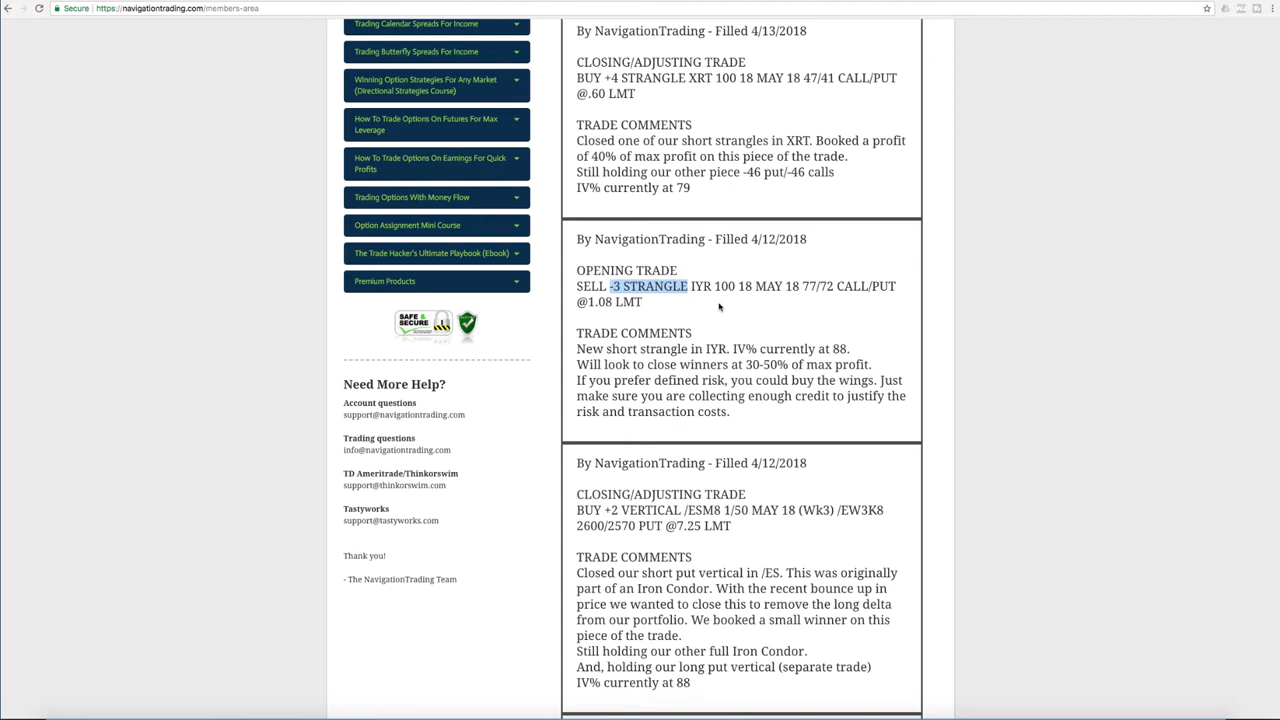 Secure
https://navigationtrading.com/members-area
Trading Calendar Spreads For Income
Trading Butterfly Spreads For Income
Winning Option Strategies For Any Market
(Directional Strategies Course)
How To Trade Options On Futures For Max
Leverage
How To Trade Options On Earnings For Quick
Profits
Trading Options With Money Flow
Option Assignment Mini Course
The Trade Hacker's Ultimate Playbook (Ebook)
Premium Products
SAFE &
SECURE
Need More Help?
Account questions
support@navigationtrading.com
Trading questions
info@navigationtrading.com
TD Ameritrade/Thinkorswim
support@thinkorswim.com
Tastyworks
support@tastyworks.com
Thank you!
- The NavigationTrading Team
By NavigationTrading - Filled 4/13/2018
CLOSING/ADJUSTING TRADE
BUY +4 STRANGLE XRT 100 18 MAY 18 47/41 CALL/PUT
@.60 LMT
TRADE COMMENTS
Closed one of our short strangles in XRT. Booked a profit
of 40% of max profit on this piece of the trade.
Still holding our other piece -46 put/-46 calls
IV% currently at 79
By NavigationTrading - Filled 4/12/2018
OPENING TRADE
SELL -3 STRANGLE IYR 100 18 MAY 18 77/72 CALL/PUT
@1.08 LMT
TRADE COMMENTS
New short strangle in IYR. IV% currently at 88.
Will look to close winners at 30-50% of max profit.
If you prefer defined risk, you could buy the wings. Just
make sure you are collecting enough credit to justify the
risk and transaction costs.
By NavigationTrading - Filled 4/12/2018
CLOSING/ADJUSTING TRADE
BUY +2 VERTICAL /ESM8 1/50 MAY 18 (Wk3) /EW3K8
2600/2570 PUT @7.25 LMT
TRADE COMMENTS
Closed our short put vertical in /ES. This was originally
part of an Iron Condor. With the recent bounce up in
price we wanted to close this to remove the long delta
from our portfolio. We booked a small winner on this
piece of the trade.
Still holding our other full Iron Condor.
And, holding our long put vertical (separate trade)
IV% currently at 88